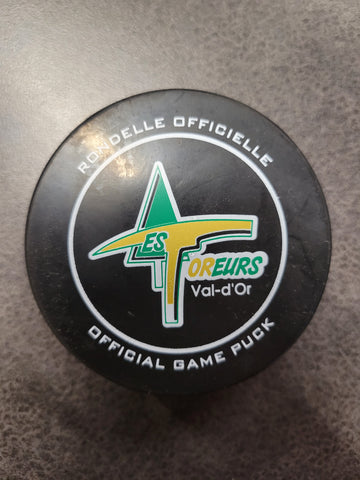 RONDELLE OFFICIELLE
LES
FOREURS
Val-d'Or
OFFICIAL GAME PUCK